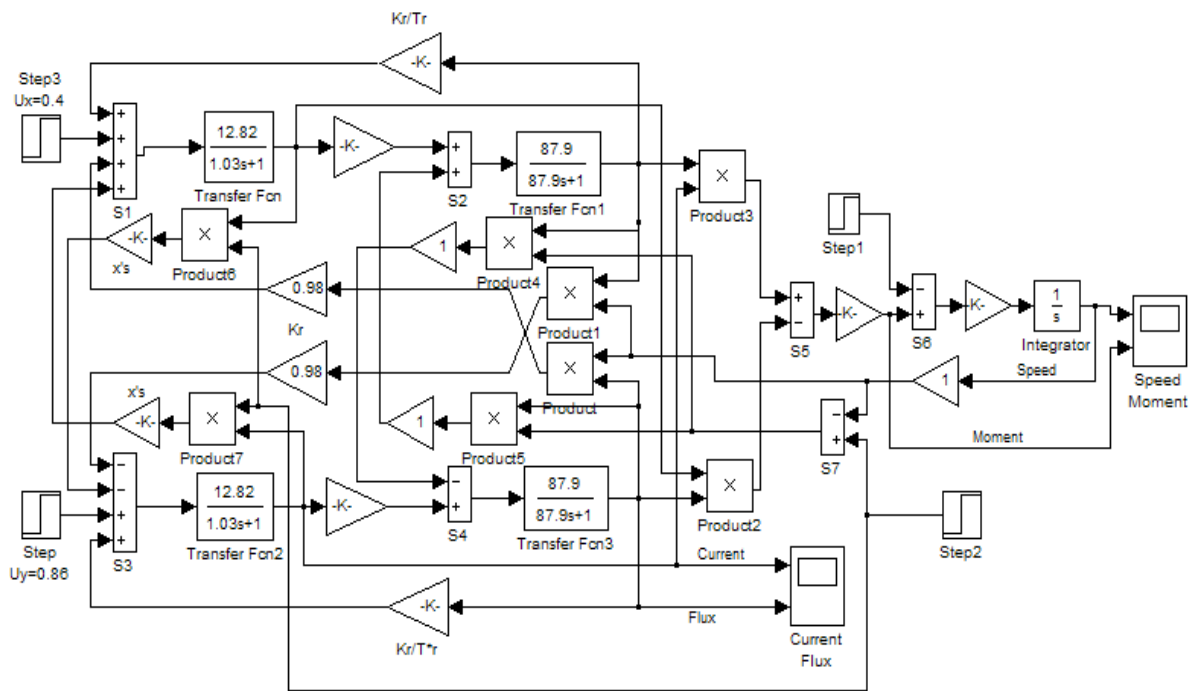 Kr/Tr
-K-
Step3
Ux=0.4
+
+
+
+
S1
12.82
1.03s+1
Transfer Fcn
-K-
+
+
S2
87.9
87.9s+1
Transfer Fcn1
×
Product3
-K-
x's
×
Product6
1
×
Product4
0.98
Kr
×
Product1
Step1
+
-
S5
-K-
-
+
S6
-K-
1
s
Integrator
Speed
Moment
0.98
×
Product
1
Speed
x's
-K-
×
Product7
1
×
Product5
-
+
S7
Moment
-
-
+
+
S3
Step
Uy=0.86
12.82
1.03s+1
Transfer Fcn2
-K-
-
+
S4
87.9
87.9s+1
Transfer Fcn3
×
Product2
Step2
Current
-K-
Kr/T*r
Flux
Current
Flux